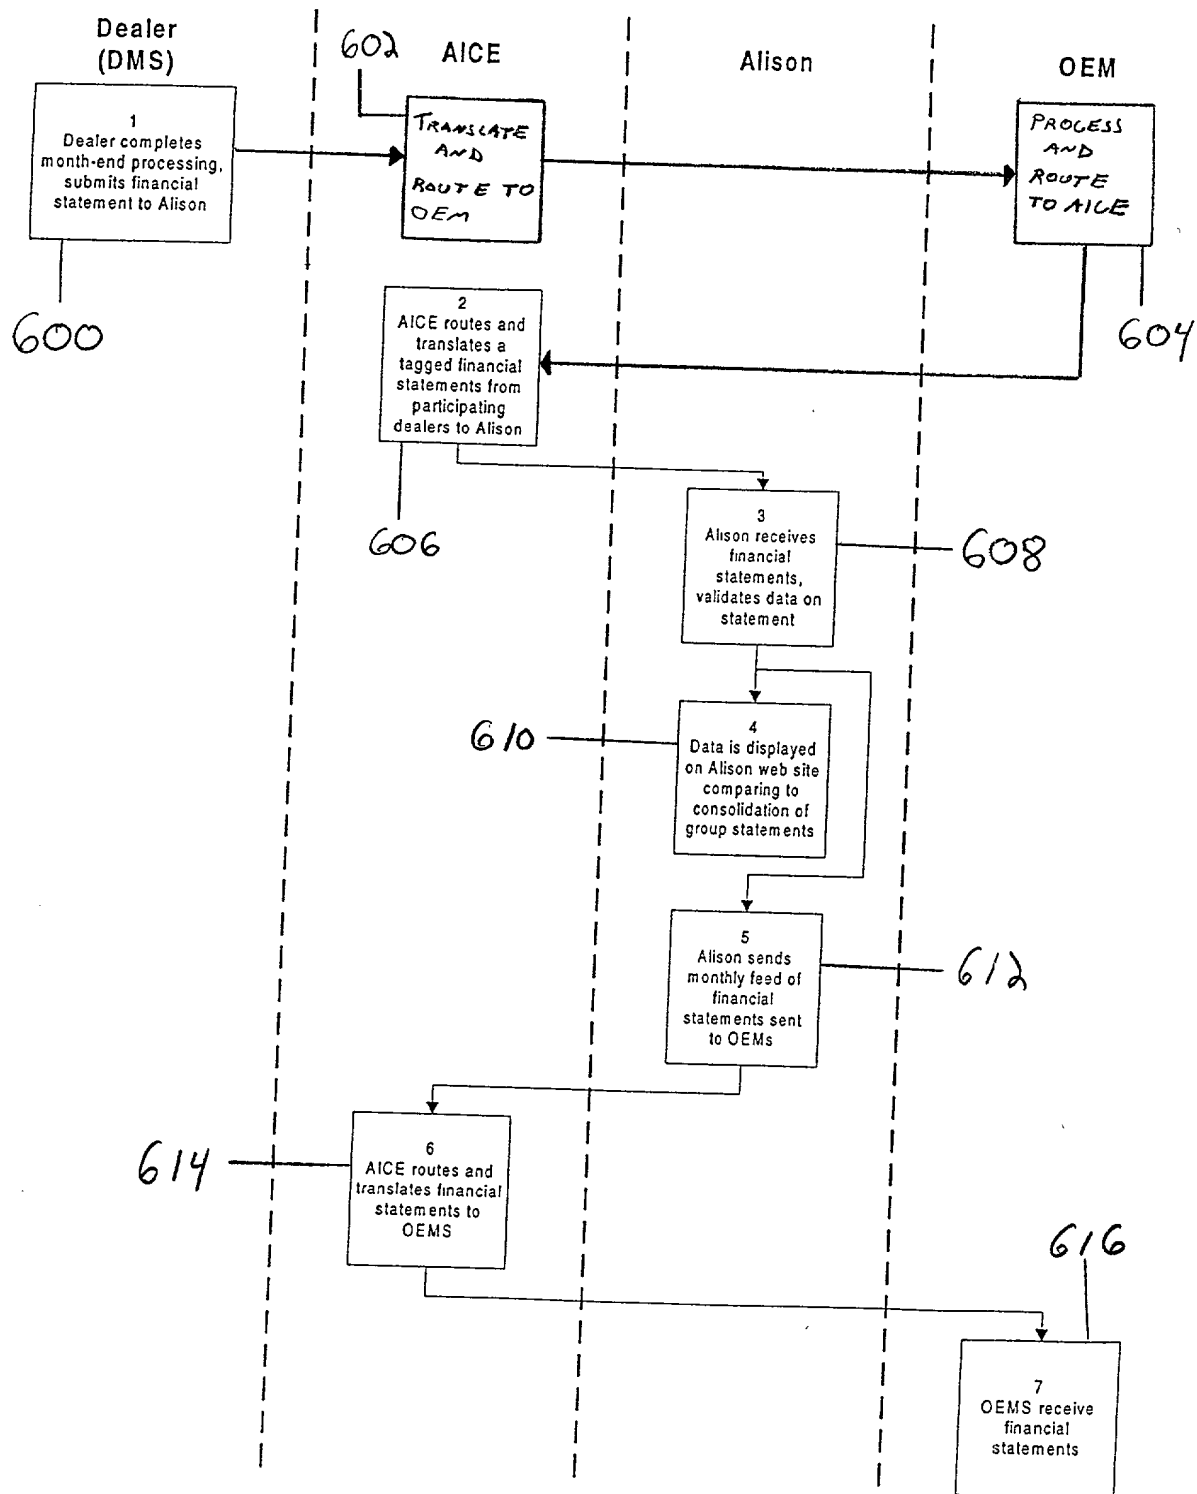 Dealer
(DMS)
AICE
Alison
OEM
602
1
Dealer completes
month-end processing,
submits financial
statement to Alison
TRANSLATE
AND
ROUTE TO
OEM
PROCESS
AND
ROUTE
TO AICE
600
604
2
AICE routes and
translates a
tagged financial
statements from
participating
dealers to Alison
606
3
Alison receives
financial
statements,
validates data on
statement
608
610
4
Data is displayed
on Alison web site
comparing to
consolidation of
group statements
5
Alison sends
monthly feed of
financial
statements sent
to OEMs
612
614
6
AICE routes and
translates financial
statements to
OEMS
616
7
OEMS receive
financial
statements